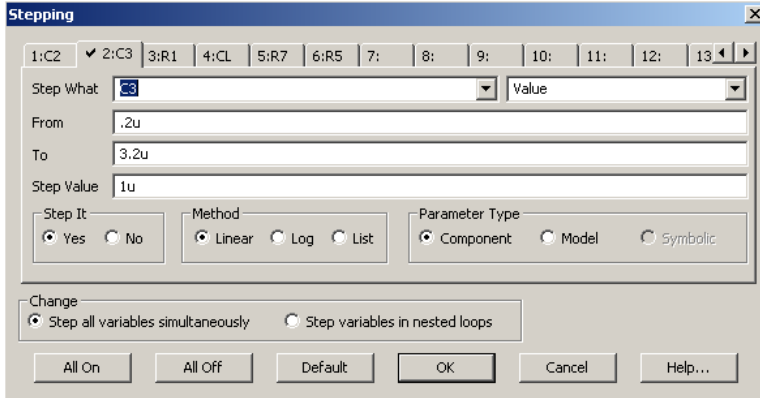 Stepping
1:C2 ✔ 2:C3 3:R1 4:CL 5:R7 6:R5 7: 8: 9: 10: 11: 12: 13
Step What C3 Value
From .2u
To 3.2u
Step Value 1u
Step It Method Parameter Type
Yes No Linear Log List Component Model Symbolic
Change
Step all variables simultaneously Step variables in nested loops
All On All Off Default OK Cancel Help...